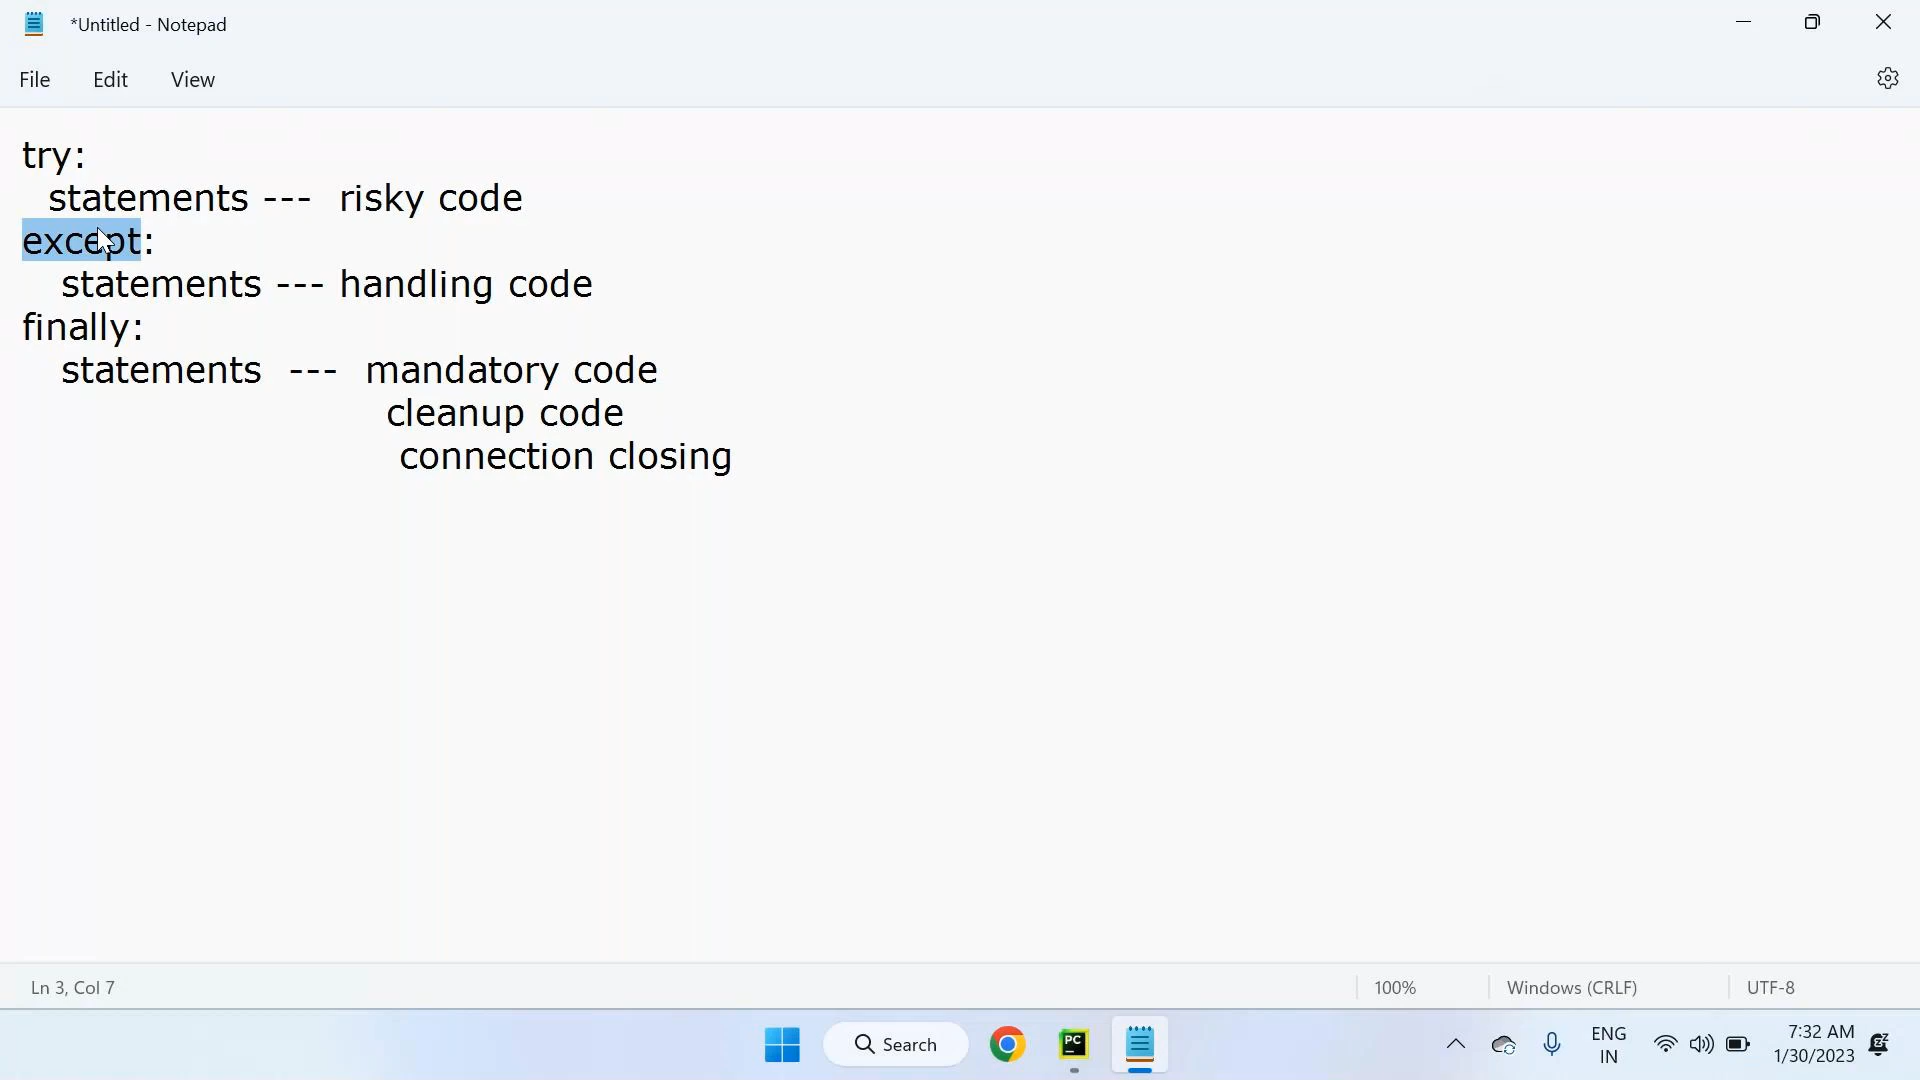 *Untitled - Notepad
File Edit View
try:
statements --- risky code
except:
statements --- handling code
finally:
statements --- mandatory code
cleanup code
connection closing
Ln 3, Col 7 100% Windows (CRLF) UTF-8
Search PC ENG IN 7:32 AM 1/30/2023